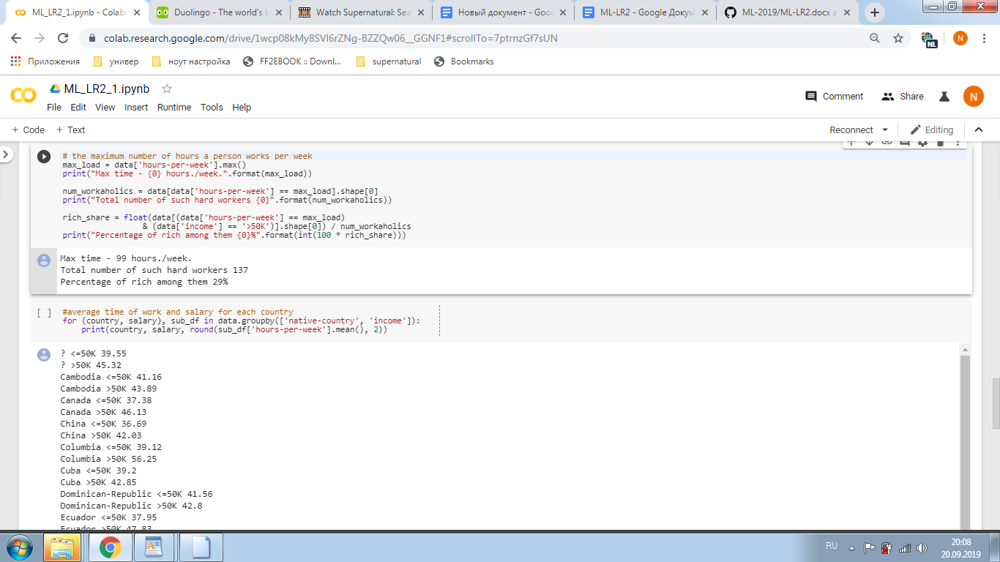 ML_LR2_1.ipynb - Colabo
Duolingo - The world's b
Watch Supernatural: Sea
Новый документ - Goog
ML-LR2 - Google Докум
ML-2019/ML-LR2.docx a
colab.research.google.com/drive/1wcp08kMy8SVl6rZNg-BZZQw06__GGNF1#scrollTo=7ptrnzGf7sUN
NL
N
Приложения
универ
ноут настройка
FF2EBOOK :: Downl...
supernatural
Bookmarks
ML_LR2_1.ipynb
File Edit View Insert Runtime Tools Help
Comment
Share
N
+ Code + Text
Reconnect
Editing
# the maximum number of hours a person works per week
max_load = data['hours-per-week'].max()
print("Max time - {0} hours./week.".format(max_load))
num_workaholics = data[data['hours-per-week'] == max_load].shape[0]
print("Total number of such hard workers {0}".format(num_workaholics))
rich_share = float(data[(data['hours-per-week'] == max_load)
& (data['income'] == '>50K')].shape[0]) / num_workaholics
print("Percentage of rich among them {0}%".format(int(100 * rich_share)))
Max time - 99 hours./week.
Total number of such hard workers 137
Percentage of rich among them 29%
[ ]
#average time of work and salary for each country
for (country, salary), sub_df in data.groupby(['native-country', 'income']):
print(country, salary, round(sub_df['hours-per-week'].mean(), 2))
? <=50K 39.55
? >50K 45.32
Cambodia <=50K 41.16
Cambodia >50K 43.89
Canada <=50K 37.38
Canada >50K 46.13
China <=50K 36.69
China >50K 42.03
Columbia <=50K 39.12
Columbia >50K 56.25
Cuba <=50K 39.2
Cuba >50K 42.85
Dominican-Republic <=50K 41.56
Dominican-Republic >50K 42.8
Ecuador <=50K 37.95
Ecuador >50K 47.83
RU
20:08
20.09.2019